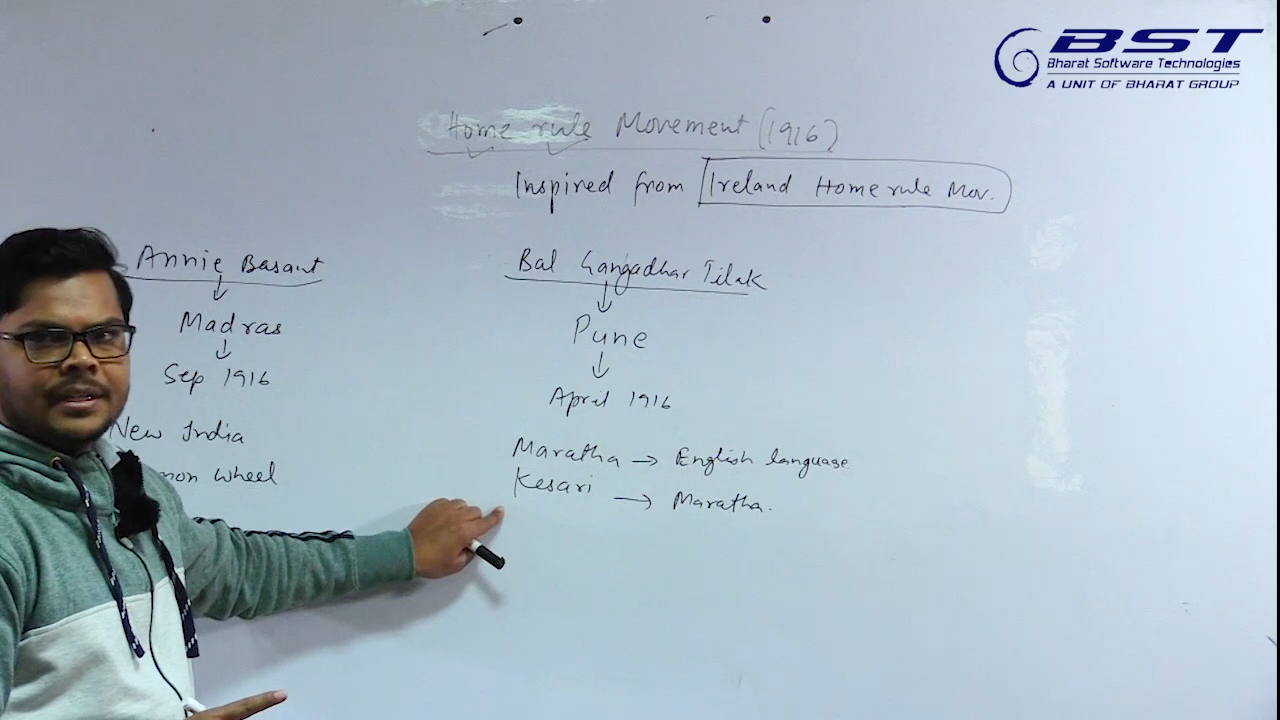 BST
Bharat Software Technologies
A UNIT OF BHARAT GROUP
Home rule Movement (1916)
Inspired from Ireland Home rule Mov.
Annie Basant
Madras
Sep 1916
New India
mon wheel
Bal Gangadhar Tilak
Pune
April 1916
Maratha → English language
Kesari → Maratha.